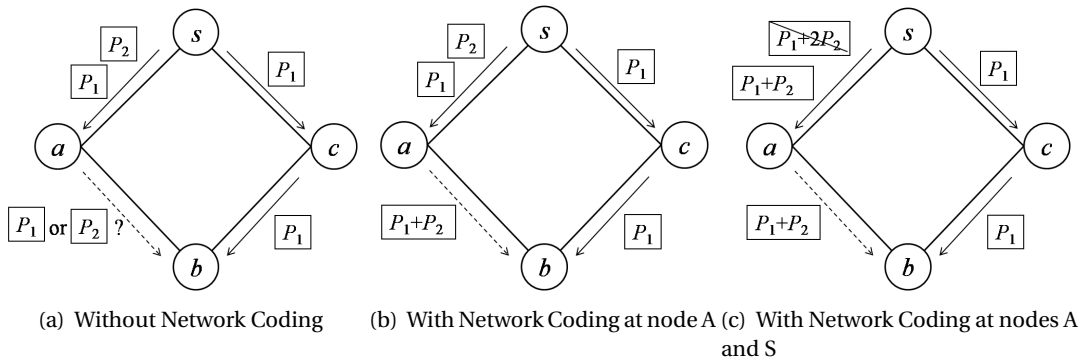 s
P2
P1
P1
a
c
P1 or P2 ?
P1
b
(a) Without Network Coding
s
P2
P1
P1
a
c
P1+P2
P1
b
(b) With Network Coding at node A
s
P1+2P2
P1+P2
P1
a
c
P1+P2
P1
b
(c) With Network Coding at nodes A
and S